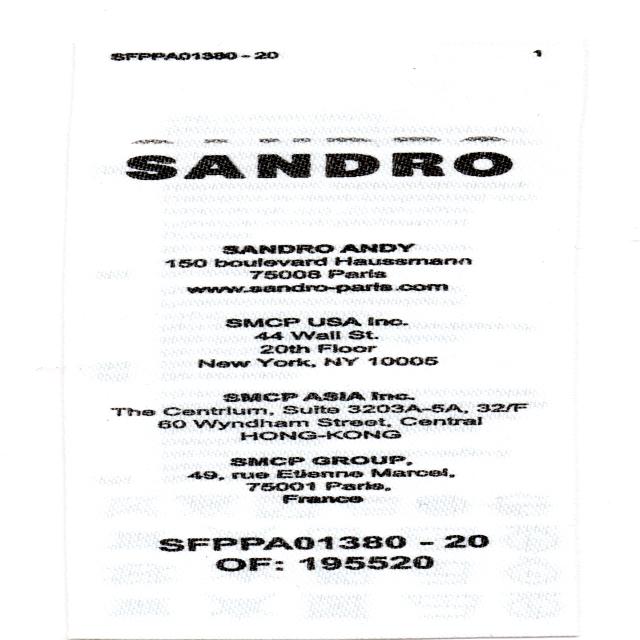 SFPPA01380 - 20 1
SANDRO
SANDRO ANDY
150 boulevard Haussmann
75008 Paris
www.sandro-paris.com
SMCP USA Inc.
44 Wall St.
20th Floor
New York, NY 10005
SMCP ASIA Inc.
The Centrium, Suite 3203A-5A, 32/F
60 Wyndham Street, Central
HONG-KONG
SMCP GROUP,
49, rue Etienne Marcel,
75001 Paris,
France
SFPPA01380 - 20
OF: 195520